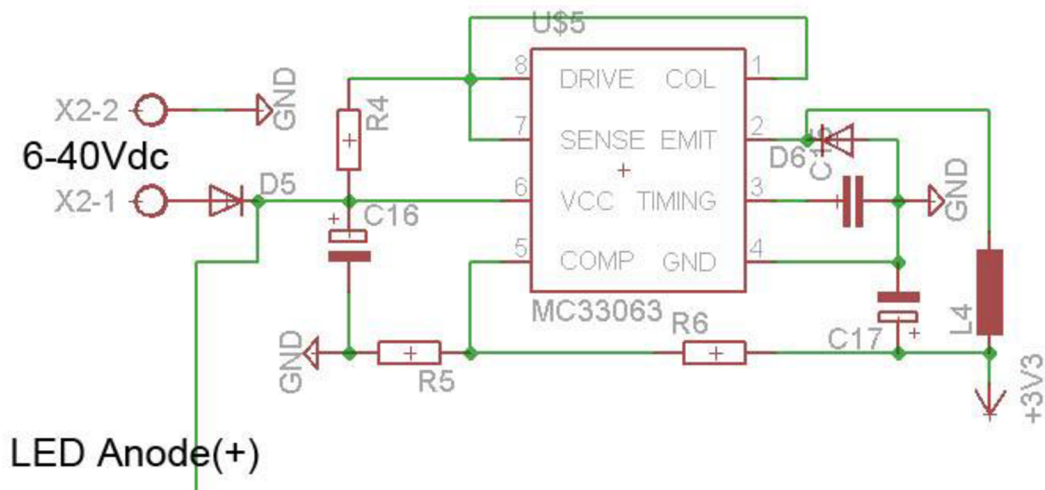 U$5
8 DRIVE COL 1
X2-2 GND R4
7 SENSE EMIT 2
6-40Vdc
D6 C15
X2-1 D5 6 VCC TIMING 3 GND
C16
5 COMP GND 4
MC33063
R6 C17 L4
GND R5
+3V3
LED Anode(+)